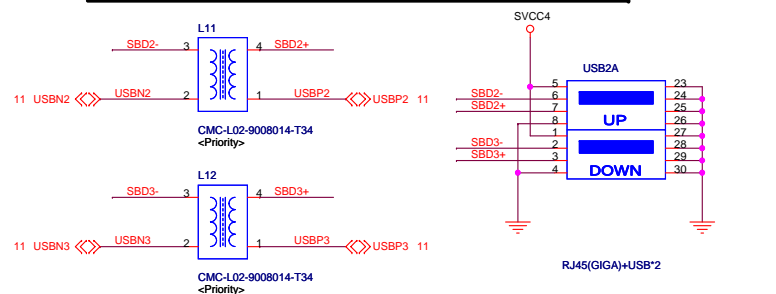 SVCC4
L11
SBD2- 3 4 SBD2+
11 USBN2 USBN2 2 1 USBP2 USBP2 11
CMC-L02-9008014-T34
<Priority>
L12
SBD3- 3 4 SBD3+
11 USBN3 USBN3 2 1 USBP3 USBP3 11
CMC-L02-9008014-T34
<Priority>
USB2A
5 23
SBD2- 6 24
SBD2+ 7 25
8 UP 26
1 27
SBD3- 2 28
SBD3+ 3 29
4 DOWN 30
RJ45(GIGA)+USB*2